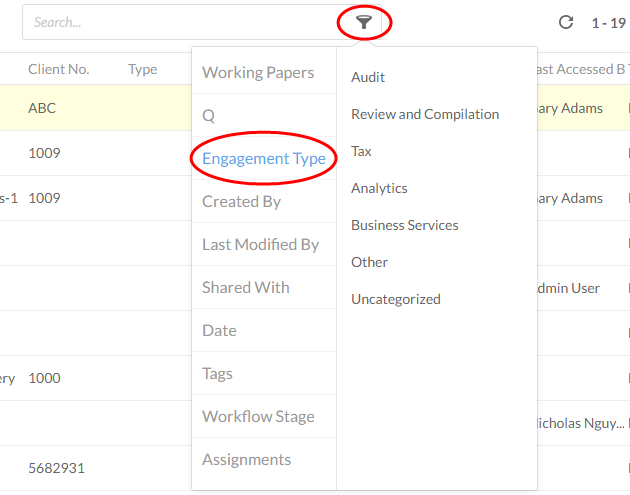 Search...
1 - 19
Client No.
Type
Last Accessed B
Working Papers
Q
Engagement Type
Created By
Last Modified By
Shared With
Date
Tags
Workflow Stage
Assignments
Audit
Review and Compilation
Tax
Analytics
Business Services
Other
Uncategorized
ABC
ary Adams
1009
s-1
1009
ary Adams
dmin User
ery
1000
icholas Nguy...
5682931